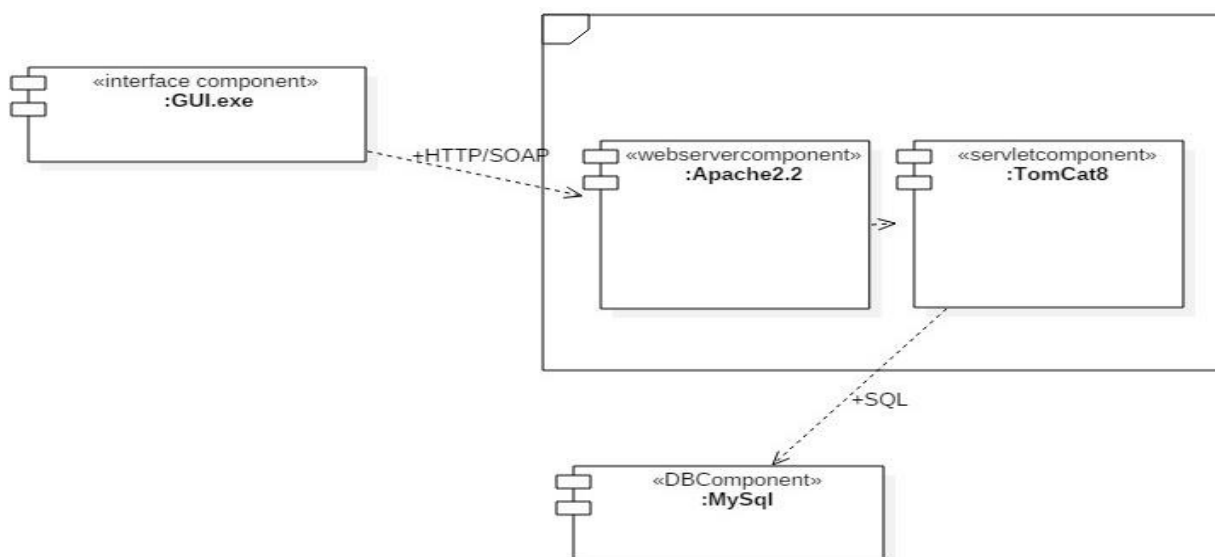 «interface component»
:GUI.exe
+HTTP/SOAP
«webservercomponent»
:Apache2.2
«servletcomponent»
:TomCat8
+SQL
«DBComponent»
:MySql